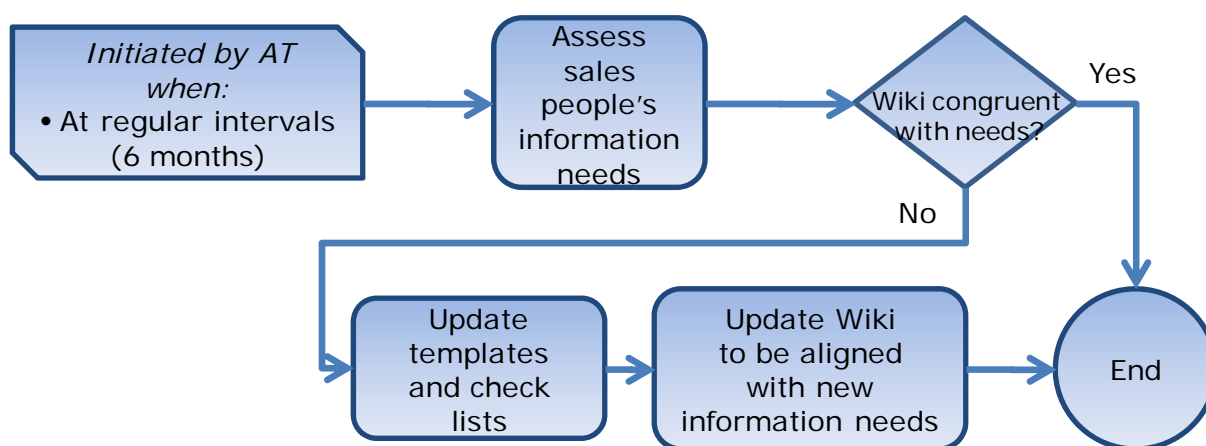 Initiated by AT
when:
• At regular intervals
(6 months)
Assess
sales
people's
information
needs
Wiki congruent
with needs?
Yes
No
Update
templates
and check
lists
Update Wiki
to be aligned
with new
information needs
End